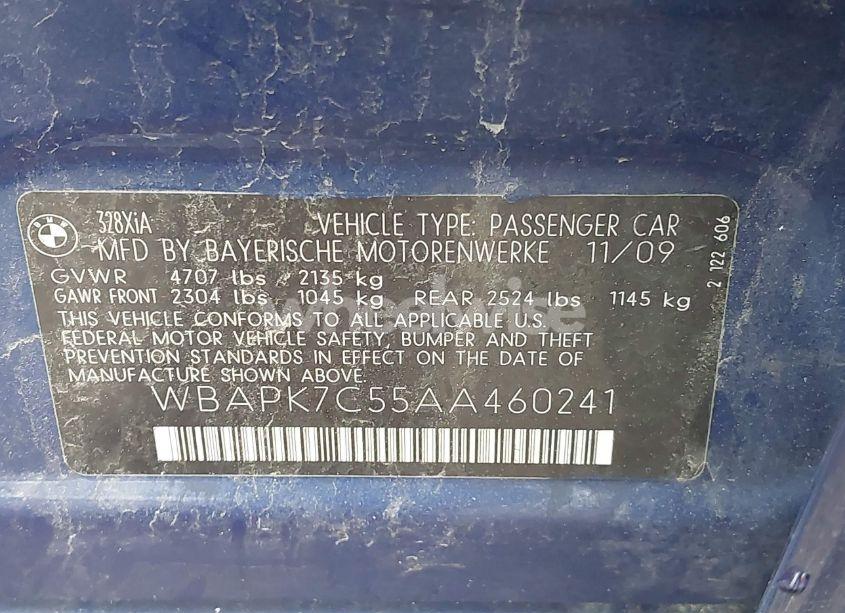 BMW
328XiA VEHICLE TYPE: PASSENGER CAR
MFD BY BAYERISCHE MOTORENWERKE 11/09
GVWR 4707 lbs / 2135 kg
GAWR FRONT 2304 lbs 1045 kg REAR 2524 lbs 1145 kg
THIS VEHICLE CONFORMS TO ALL APPLICABLE U.S.
FEDERAL MOTOR VEHICLE SAFETY, BUMPER AND THEFT
PREVENTION STANDARDS IN EFFECT ON THE DATE OF
MANUFACTURE SHOWN ABOVE.
WBAPK7C55AA460241
2 122 606